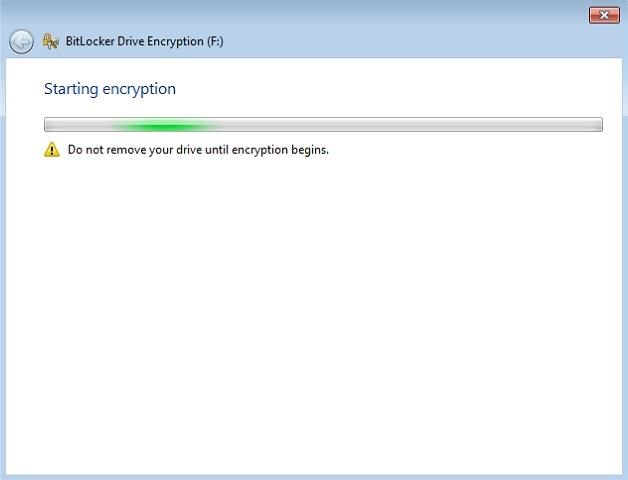 BitLocker Drive Encryption (F:)
Starting encryption
Do not remove your drive until encryption begins.